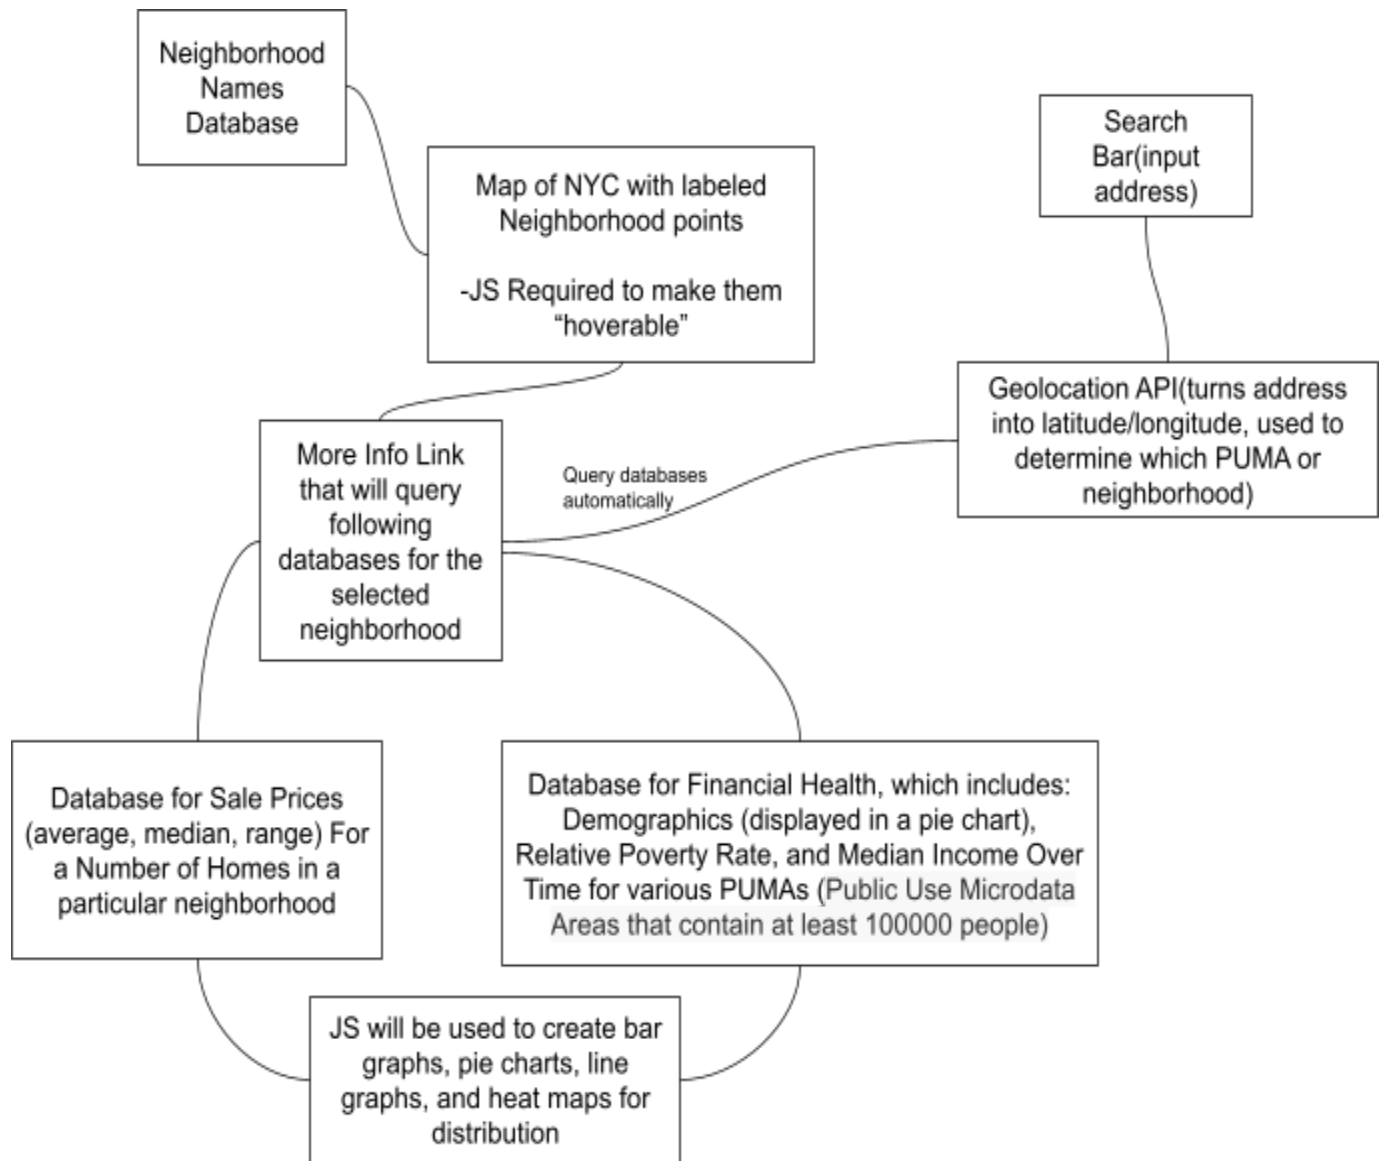 Neighborhood
Names
Database
Search
Bar(input
address)
Map of NYC with labeled
Neighborhood points
-JS Required to make them
“hoverable”
Geolocation API(turns address
into latitude/longitude, used to
determine which PUMA or
neighborhood)
More Info Link
that will query
following
databases for the
selected
neighborhood
Query databases
automatically
Database for Sale Prices
(average, median, range) For
a Number of Homes in a
particular neighborhood
Database for Financial Health, which includes:
Demographics (displayed in a pie chart),
Relative Poverty Rate, and Median Income Over
Time for various PUMAs (Public Use Microdata
Areas that contain at least 100000 people)
JS will be used to create bar
graphs, pie charts, line
graphs, and heat maps for
distribution